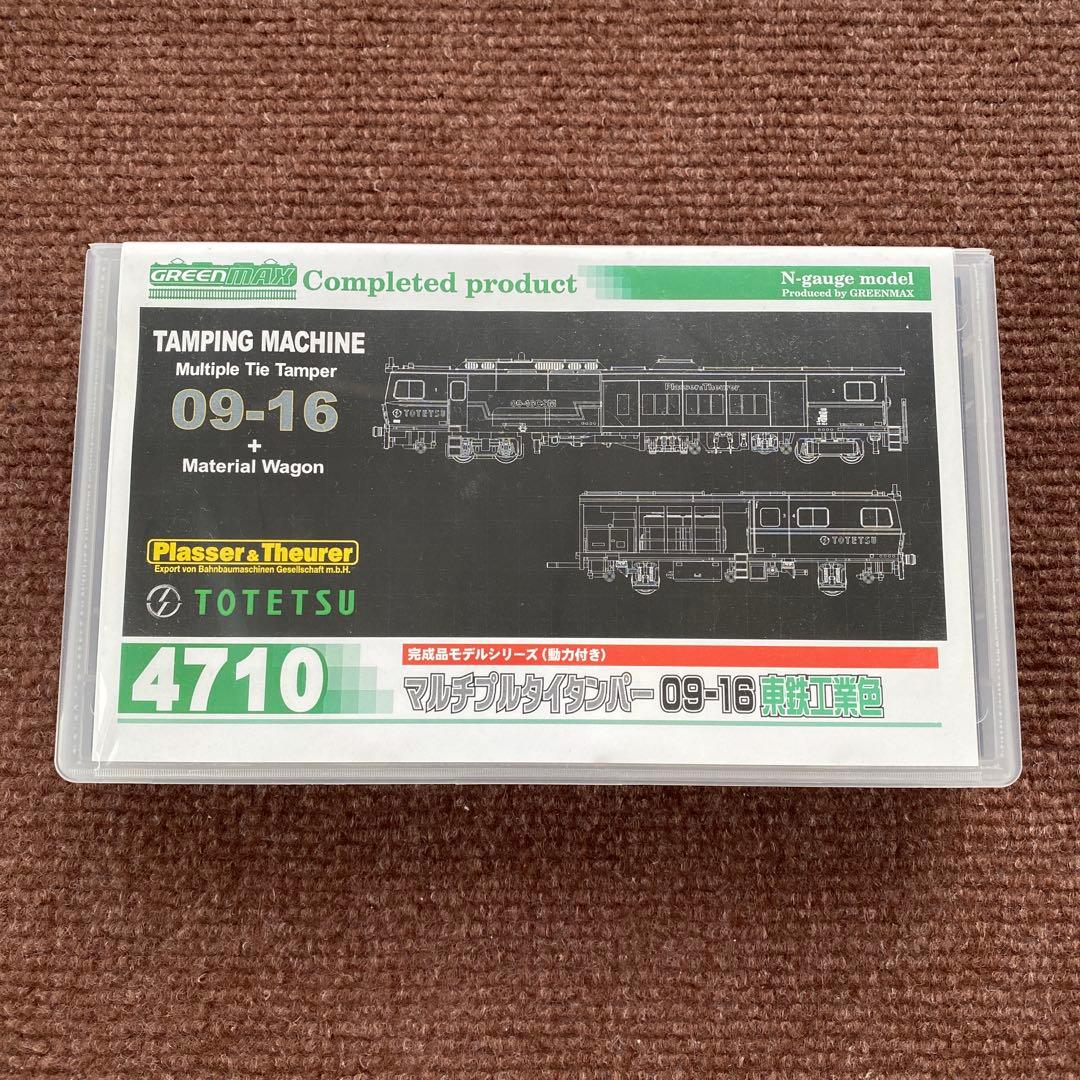 GREENMAX Completed product
N-gauge model
Produced by GREENMAX
TAMPING MACHINE
Multiple Tie Tamper
09-16
+
Material Wagon
Plasser & Theurer
09-16CSM
TOTETSU
TOTETSU
Plasser & Theurer
Export von Bahnbaumaschinen Gesellschaft m.b.H.
TOTETSU
4710
完成品モデルシリーズ(動力付き)
マルチプルタイタンパー 09-16 東鉄工業色